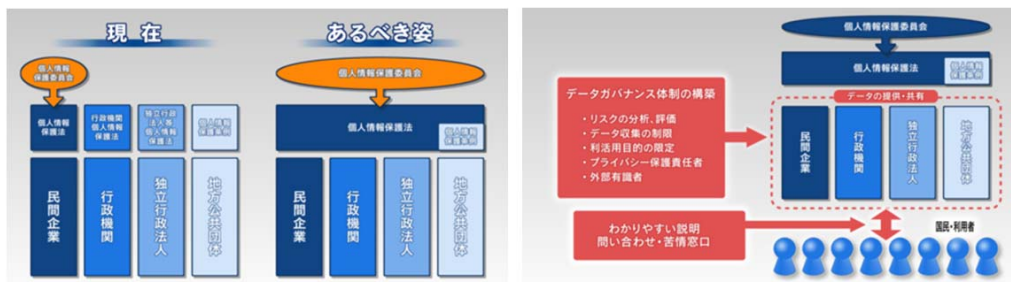 現 在
個人情報
保護委員会
個人情報
保護法
行政機関
個人情報
保護法
独立行政
法人等
個人情報
保護法
個人情報
保護条例
民間企業
行政機関
独立行政法人
地方公共団体
あるべき姿
個人情報保護委員会
個人情報保護法
個人情報
保護条例
民間企業
行政機関
独立行政法人
地方公共団体
個人情報保護委員会
個人情報保護法
個人情報
保護条例
データの提供・共有
データガバナンス体制の構築
・リスクの分析、評価
・データ収集の制限
・利活用目的の限定
・プライバシー保護責任者
・外部有識者
民間企業
行政機関
独立行政法人
地方公共団体
わかりやすい説明
問い合わせ・苦情窓口
国民・利用者